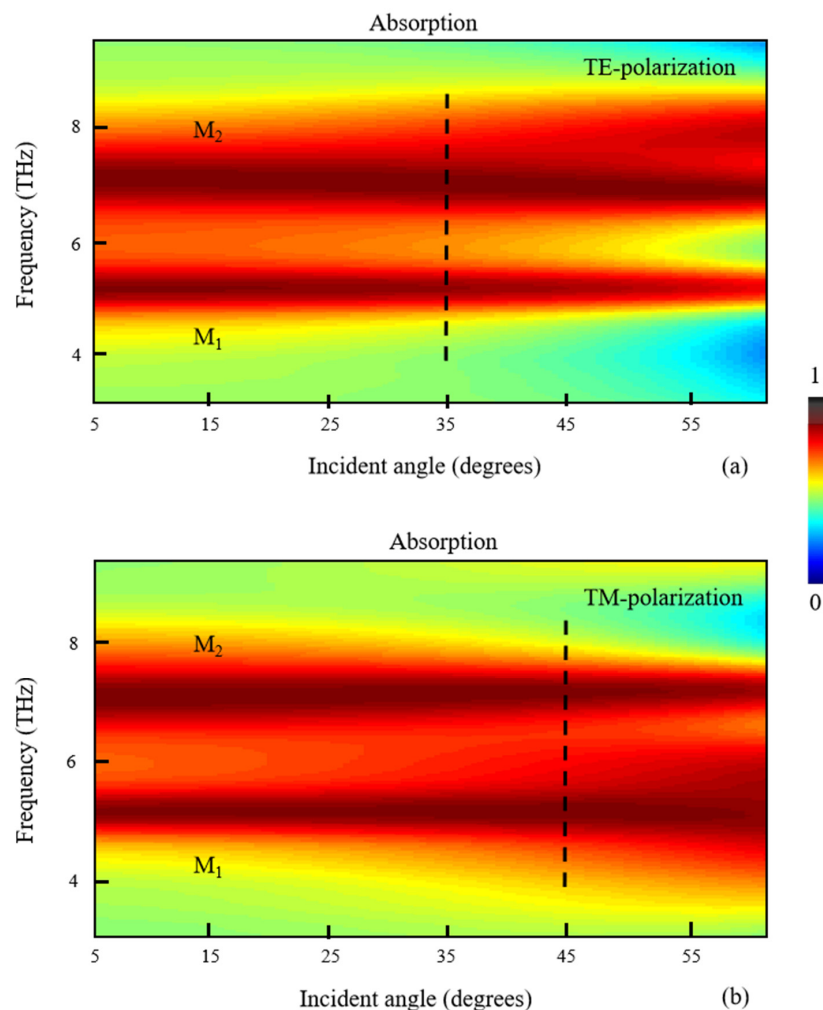 Absorption
TE-polarization
8
M2
Frequency (THz)
6
M1
4
5 15 25 35 45 55
Incident angle (degrees)
(a)
1
0
Absorption
TM-polarization
8
M2
Frequency (THz)
6
M1
4
5 15 25 35 45 55
Incident angle (degrees)
(b)